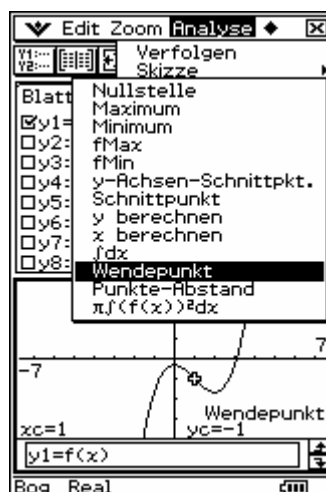 Edit Zoom Analyse
Y1:... Y2:...
Verfolgen
Skizze
Blatt
y1=
y2:
y3:
y4:
y5:
y6:
y7:
y8:
Nullstelle
Maximum
Minimum
fMax
fMin
y-Achsen-Schnittpkt.
Schnittpunkt
y berechnen
x berechnen
∫dx
Wendepunkt
Punkte-Abstand
π∫(f(x))²dx
7
-7
Wendepunkt
xc=1 yc=-1
y1=f(x)
Bog Real